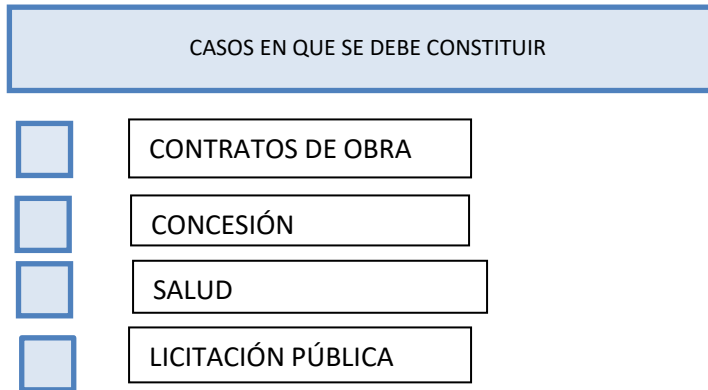 CASOS EN QUE SE DEBE CONSTITUIR
CONTRATOS DE OBRA
CONCESIÓN
SALUD
LICITACIÓN PÚBLICA